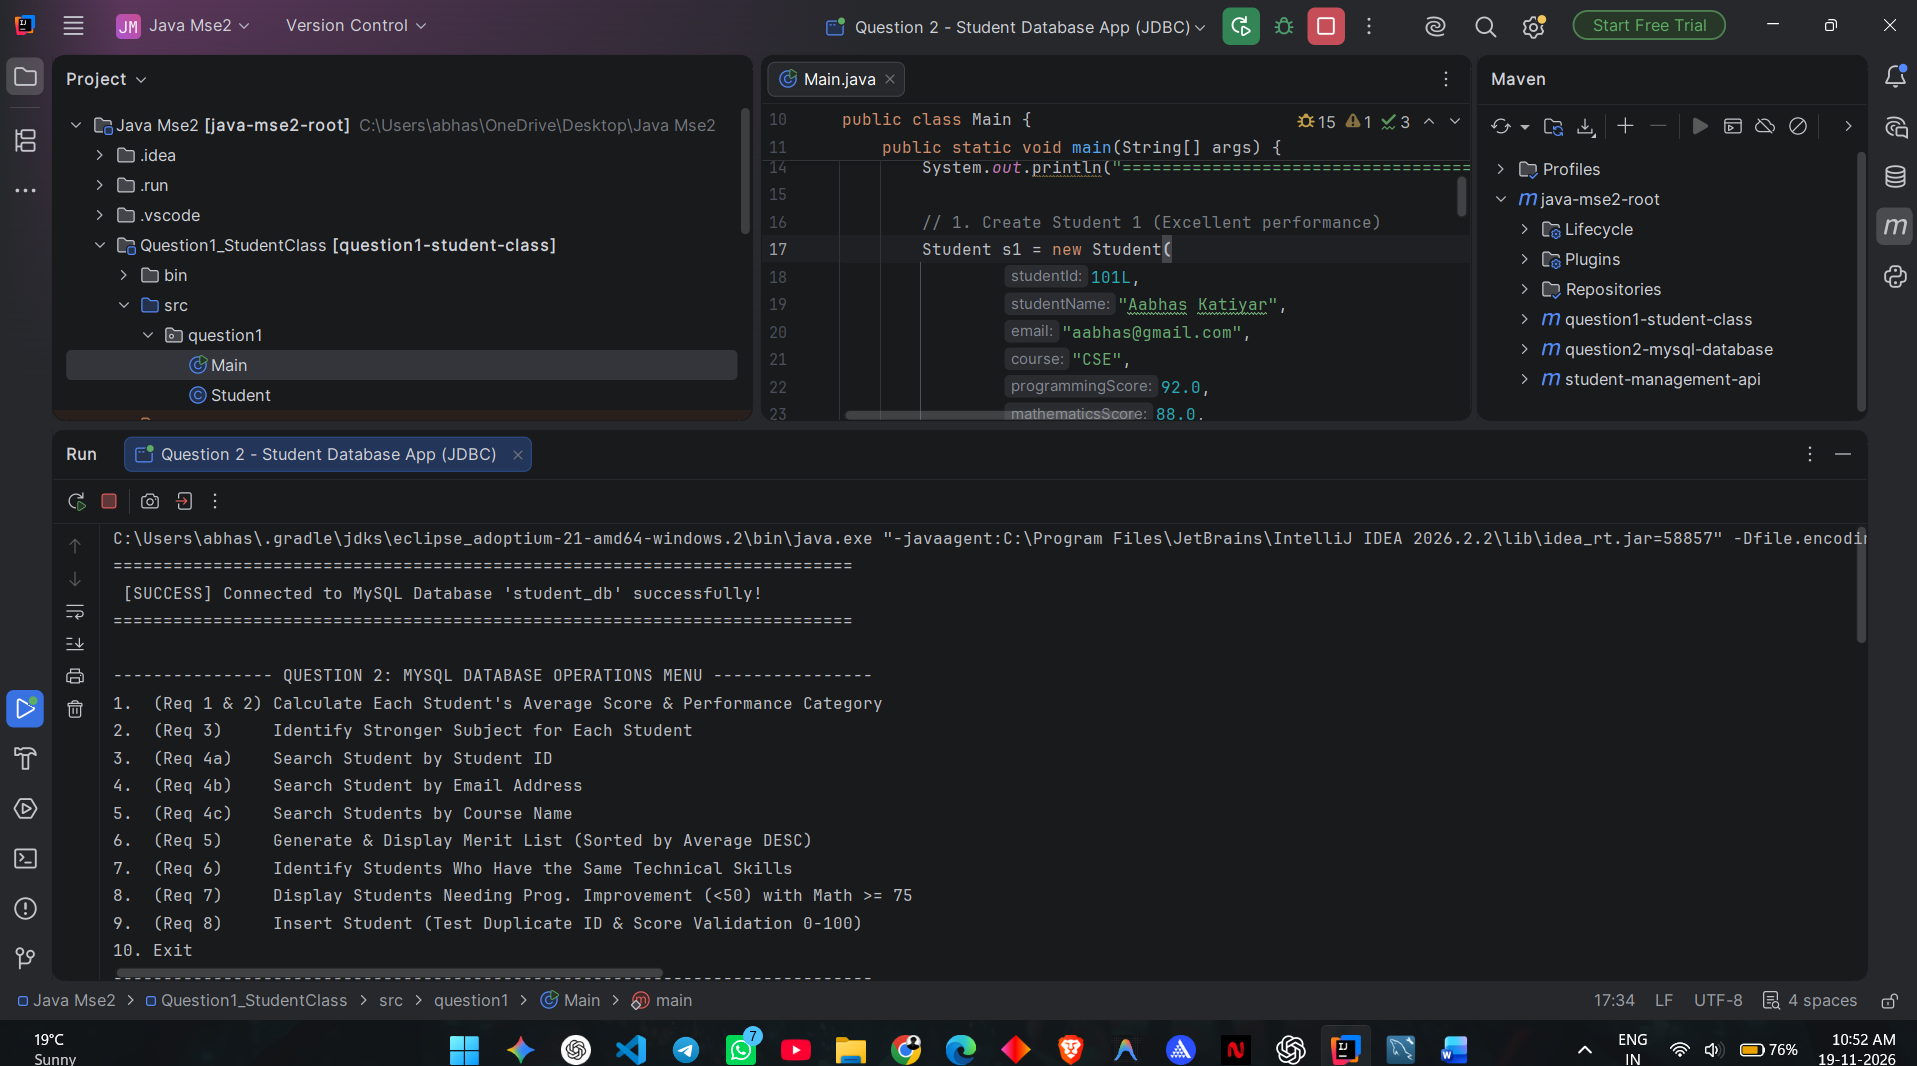 JM Java Mse2
Version Control
Question 2 - Student Database App (JDBC)
Start Free Trial
Project
Java Mse2 [java-mse2-root] C:\Users\abhas\OneDrive\Desktop\Java Mse2
.idea
.run
.vscode
Question1_StudentClass [question1-student-class]
bin
src
question1
Main
Student
Main.java
15 1 3
10 public class Main {
11 public static void main(String[] args) {
14 System.out.println("===================================
15
16 // 1. Create Student 1 (Excellent performance)
17 Student s1 = new Student(
18 studentId: 101L,
19 studentName: "Aabhas Katiyar",
20 email: "aabhas@gmail.com",
21 course: "CSE",
22 programmingScore: 92.0,
23 mathematicsScore: 88.0,
Maven
Profiles
java-mse2-root
Lifecycle
Plugins
Repositories
question1-student-class
question2-mysql-database
student-management-api
Run
Question 2 - Student Database App (JDBC)
C:\Users\abhas\.gradle\jdks\eclipse_adoptium-21-amd64-windows.2\bin\java.exe "-javaagent:C:\Program Files\JetBrains\IntelliJ IDEA 2026.2.2\lib\idea_rt.jar=58857" -Dfile.encodin
==========================================================================
[SUCCESS] Connected to MySQL Database 'student_db' successfully!
==========================================================================
---------------- QUESTION 2: MYSQL DATABASE OPERATIONS MENU ----------------
1. (Req 1 & 2) Calculate Each Student's Average Score & Performance Category
2. (Req 3) Identify Stronger Subject for Each Student
3. (Req 4a) Search Student by Student ID
4. (Req 4b) Search Student by Email Address
5. (Req 4c) Search Students by Course Name
6. (Req 5) Generate & Display Merit List (Sorted by Average DESC)
7. (Req 6) Identify Students Who Have the Same Technical Skills
8. (Req 7) Display Students Needing Prog. Improvement (<50) with Math >= 75
9. (Req 8) Insert Student (Test Duplicate ID & Score Validation 0-100)
10. Exit
----------------------------------------------------------------------------
Java Mse2 > Question1_StudentClass > src > question1 > Main > main
17:34 LF UTF-8 4 spaces
19°C
Sunny
7
ENG
IN
76%
10:52 AM
19-11-2026